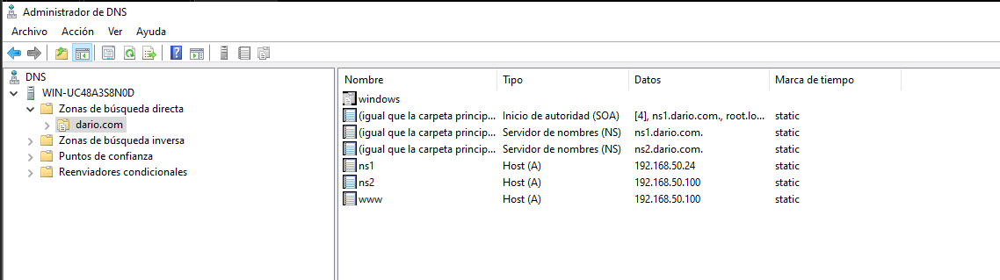 Administrador de DNS
Archivo Acción Ver Ayuda
DNS
WIN-UC48A3S8N0D
Zonas de búsqueda directa
dario.com
Zonas de búsqueda inversa
Puntos de confianza
Reenviadores condicionales
Nombre Tipo Datos Marca de tiempo
windows
(igual que la carpeta princip... Inicio de autoridad (SOA) [4], ns1.dario.com., root.lo... static
(igual que la carpeta princip... Servidor de nombres (NS) ns1.dario.com. static
(igual que la carpeta princip... Servidor de nombres (NS) ns2.dario.com. static
ns1 Host (A) 192.168.50.24 static
ns2 Host (A) 192.168.50.100 static
www Host (A) 192.168.50.100 static